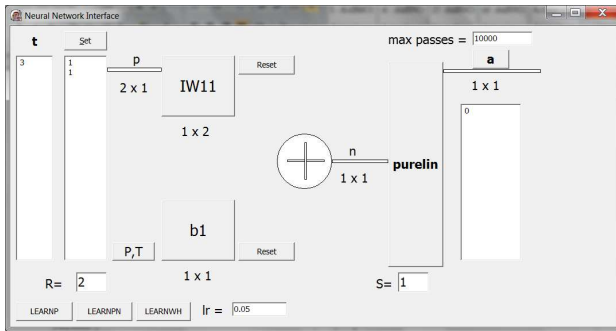 Neural Network Interface
t
Set
max passes = 10000
3
1
1
p
2 x 1
IW11
1 x 2
Reset
a
1 x 1
0
n
1 x 1
purelin
b1
1 x 1
P,T
Reset
R= 2
S= 1
LEARNP
LEARNPN
LEARNWH
lr = 0.05